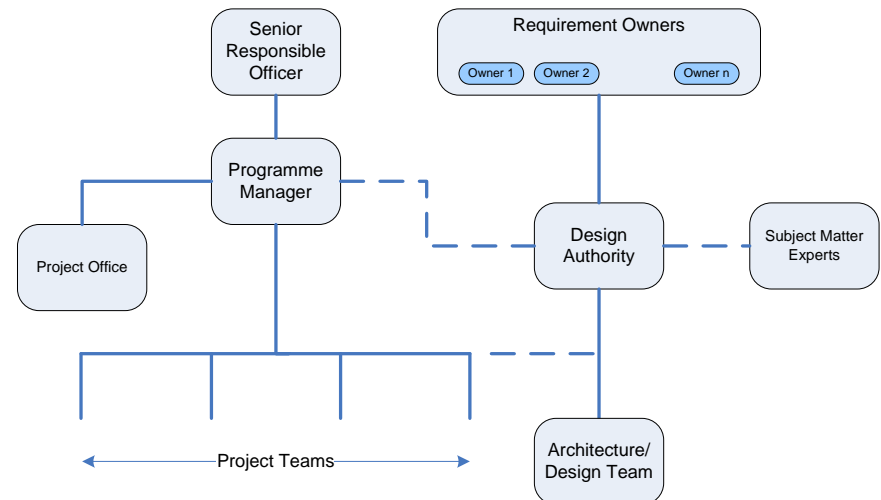 Senior
Responsible
Officer
Requirement Owners
Owner 1
Owner 2
Owner n
Programme
Manager
Project Office
Design
Authority
Subject Matter
Experts
Project Teams
Architecture/
Design Team